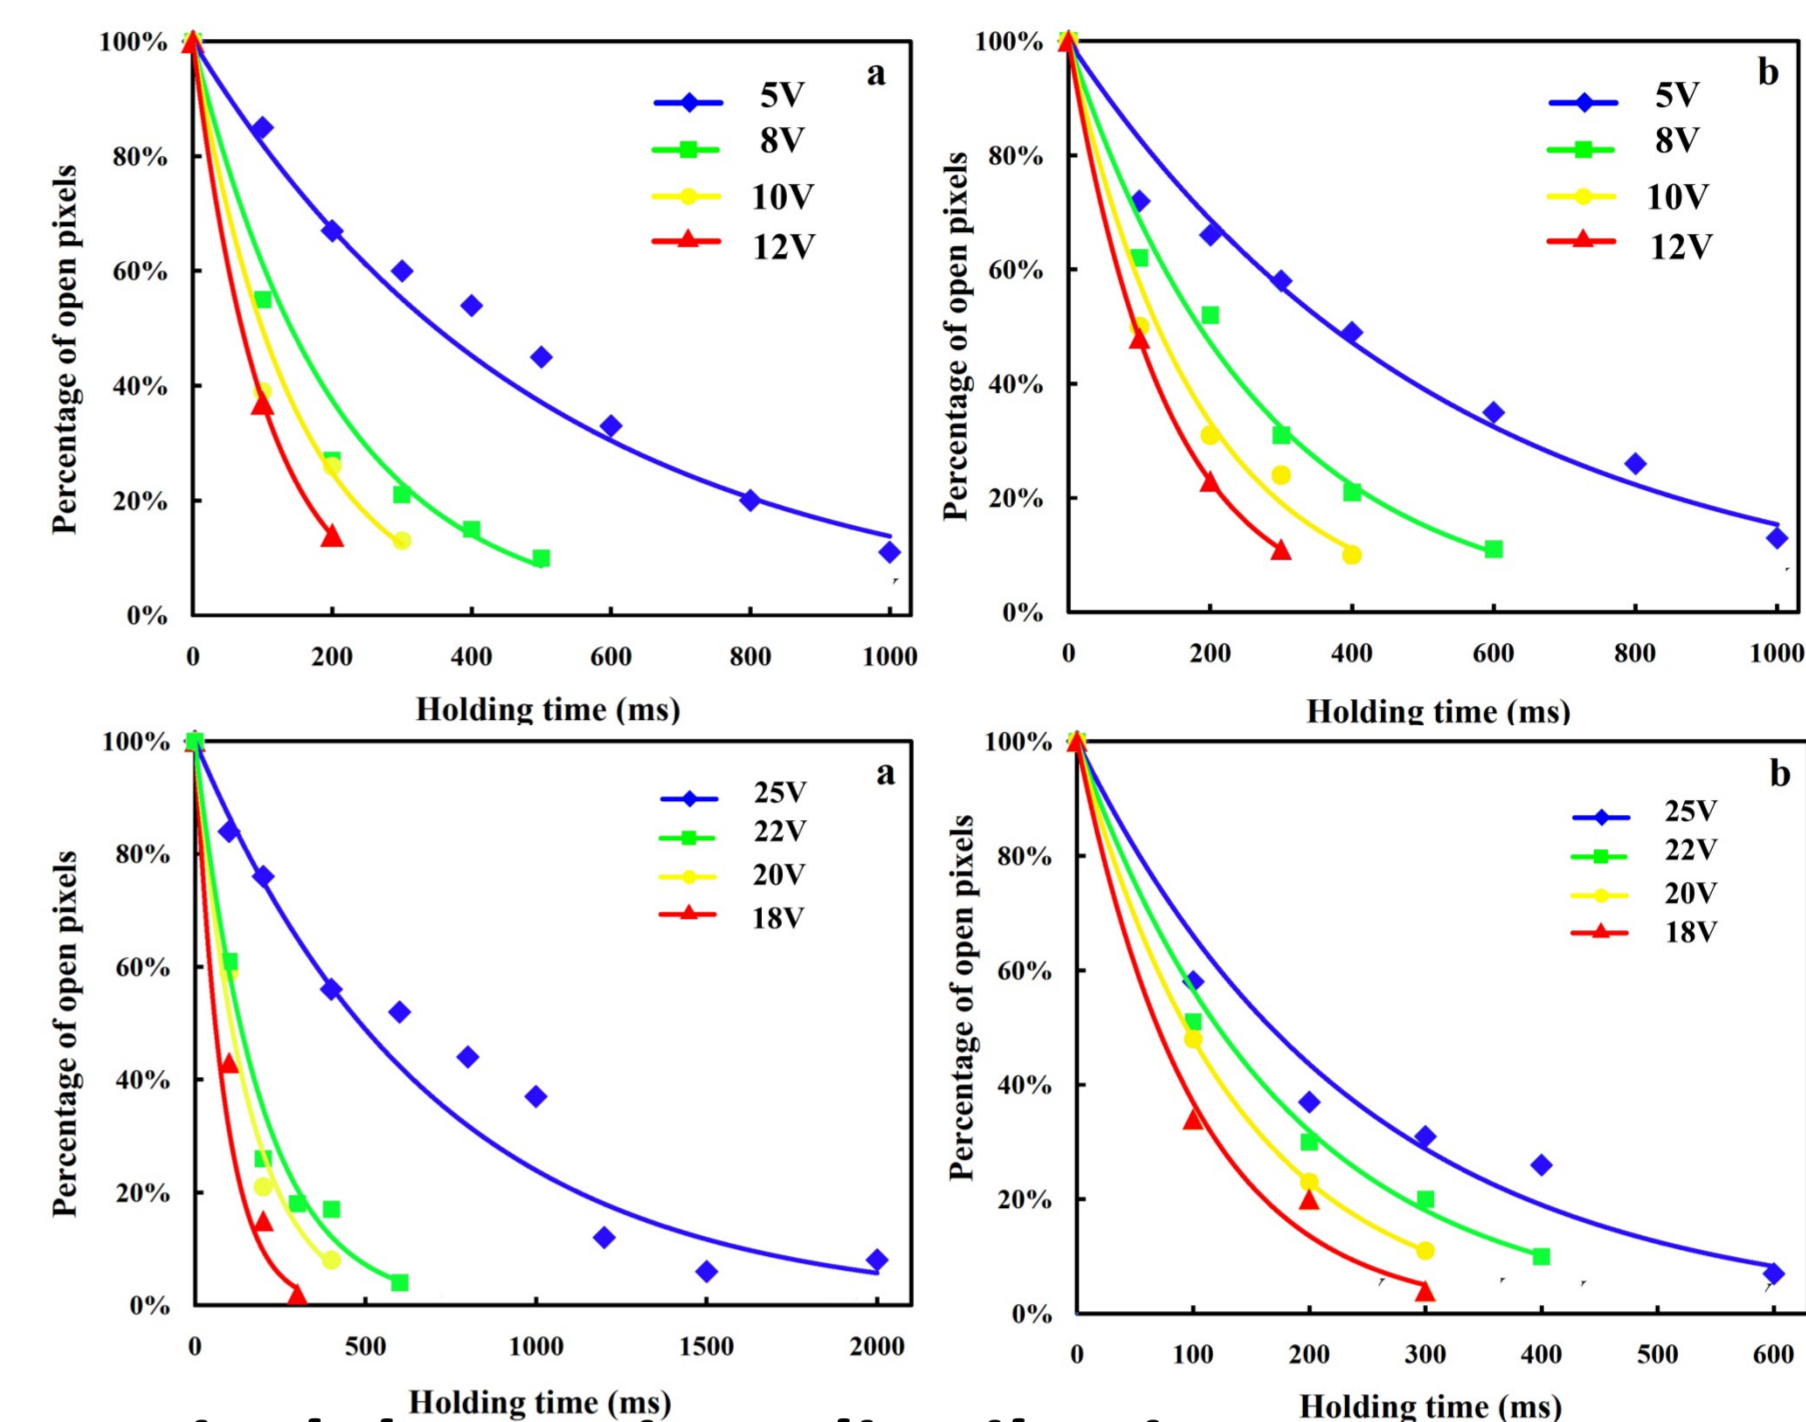 100%
80%
60%
40%
20%
0%
0 200 400 600 800 1000
Percentage of open pixels
Holding time (ms)
a
5V
8V
10V
12V
100%
80%
60%
40%
20%
0%
0 200 400 600 800 1000
Percentage of open pixels
Holding time (ms)
b
5V
8V
10V
12V
100%
80%
60%
40%
20%
0%
0 500 1000 1500 2000
Percentage of open pixels
Holding time (ms)
a
25V
22V
20V
18V
100%
80%
60%
40%
20%
0%
0 100 200 300 400 500 600
Percentage of open pixels
Holding time (ms)
b
25V
22V
20V
18V